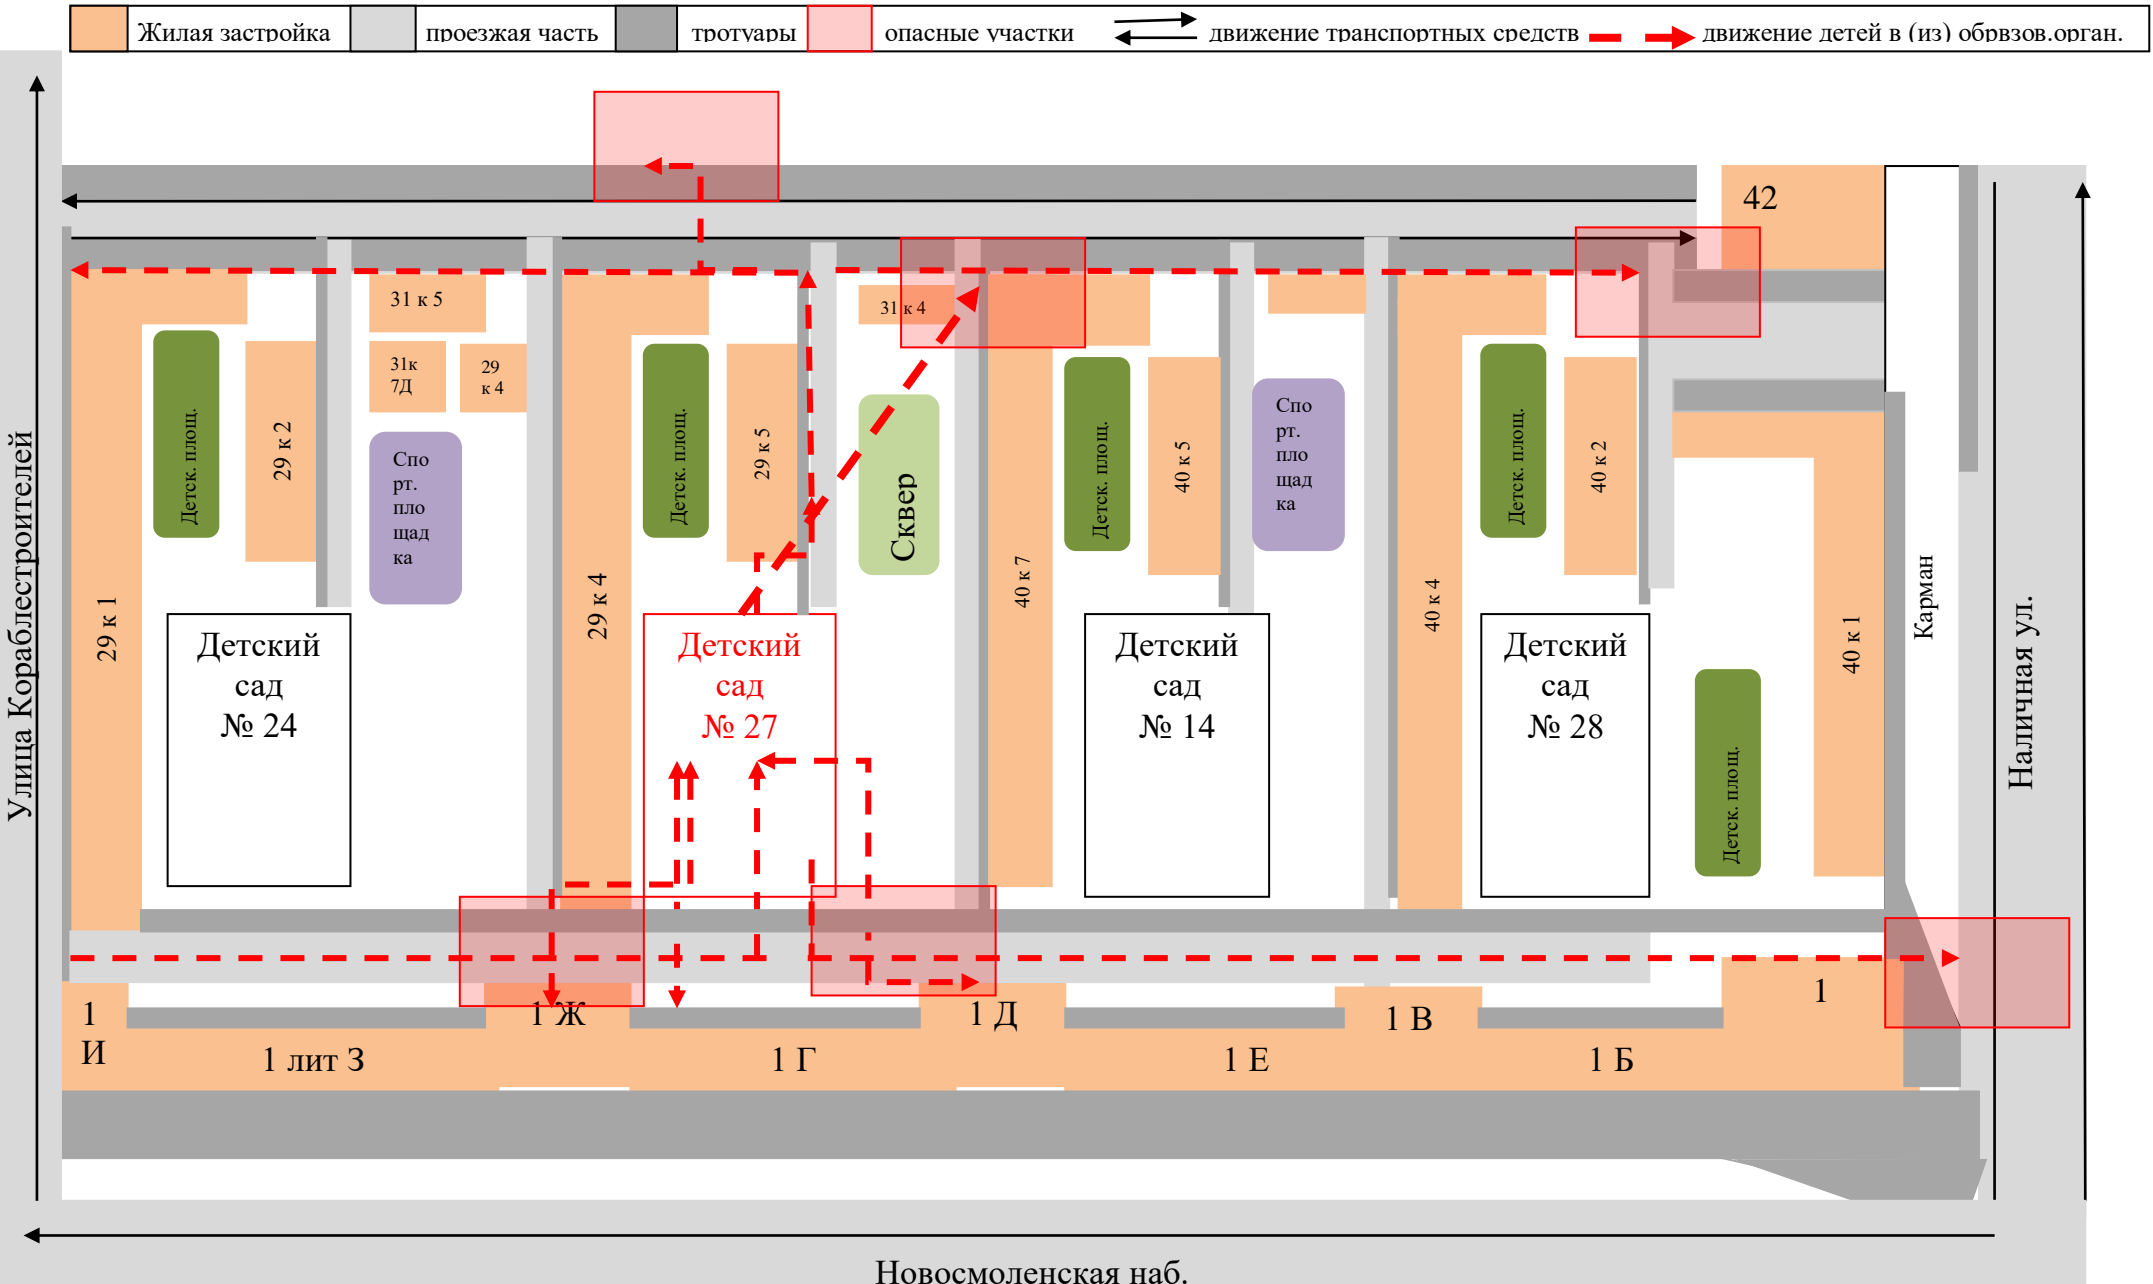 Жилая застройка
проезжая часть
тротуары
опасные участки
движение транспортных средств
движение детей в (из) обрвзов.орган.
42
31 к 5
31 к 4
31к
7Д
29
к 4
Детск. площ.
29 к 2
Спо
рт.
пло
щад
ка
Детск. площ.
29 к 5
Сквер
Детск. площ.
40 к 5
Спо
рт.
пло
щад
ка
Детск. площ.
40 к 2
Улица Кораблестроителей
29 к 1
29 к 4
40 к 7
40 к 4
40 к 1
Карман
Наличная ул.
Детский
сад
№ 24
Детский
сад
№ 27
Детский
сад
№ 14
Детский
сад
№ 28
Детск. площ.
1
И
1 лит З
1 Ж
1 Г
1 Д
1 Е
1 В
1 Б
1
Новосмоленская наб.